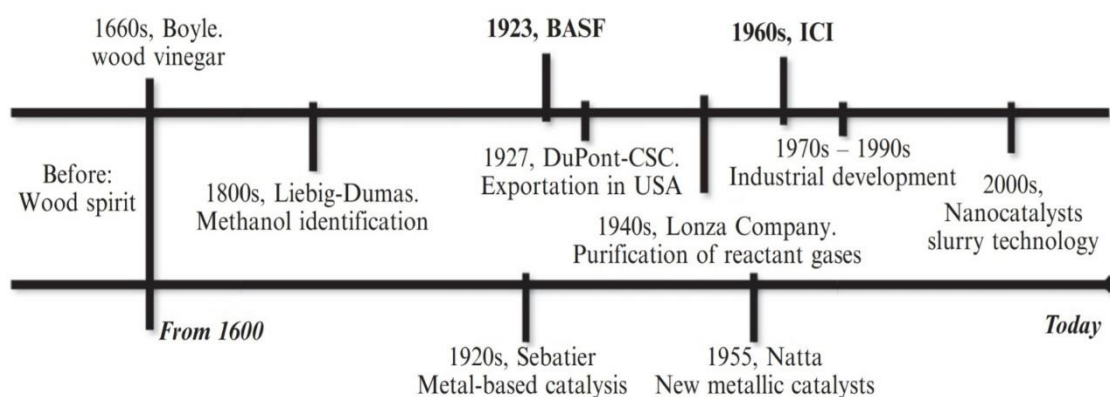 1660s, Boyle.
wood vinegar
1923, BASF
1960s, ICI
Before:
Wood spirit
1800s, Liebig-Dumas.
Methanol identification
1927, DuPont-CSC.
Exportation in USA
1940s, Lonza Company.
Purification of reactant gases
1970s – 1990s
Industrial development
2000s,
Nanocatalysts
slurry technology
From 1600
Today
1920s, Sebatier
Metal-based catalysis
1955, Natta
New metallic catalysts